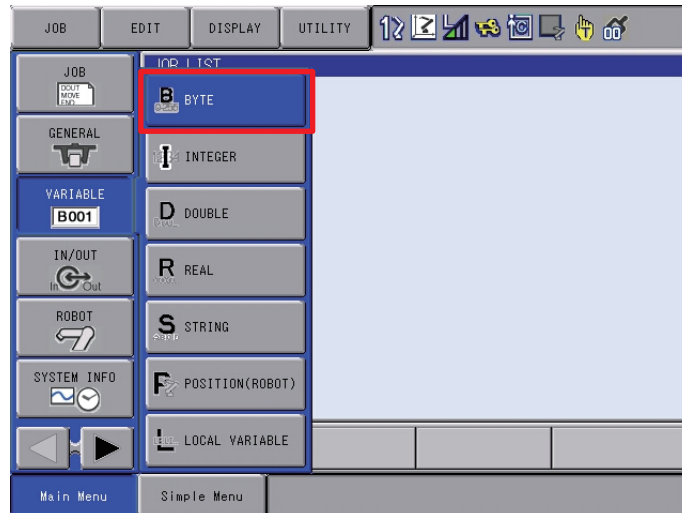 JOB
EDIT
DISPLAY
UTILITY
JOB LIST
JOB
DOUT
MOVE
END
GENERAL
VARIABLE
B001
IN/OUT
In Out
ROBOT
SYSTEM INFO
B BYTE
I INTEGER
D DOUBLE
R REAL
S STRING
P POSITION(ROBOT)
L LOCAL VARIABLE
Main Menu
Simple Menu